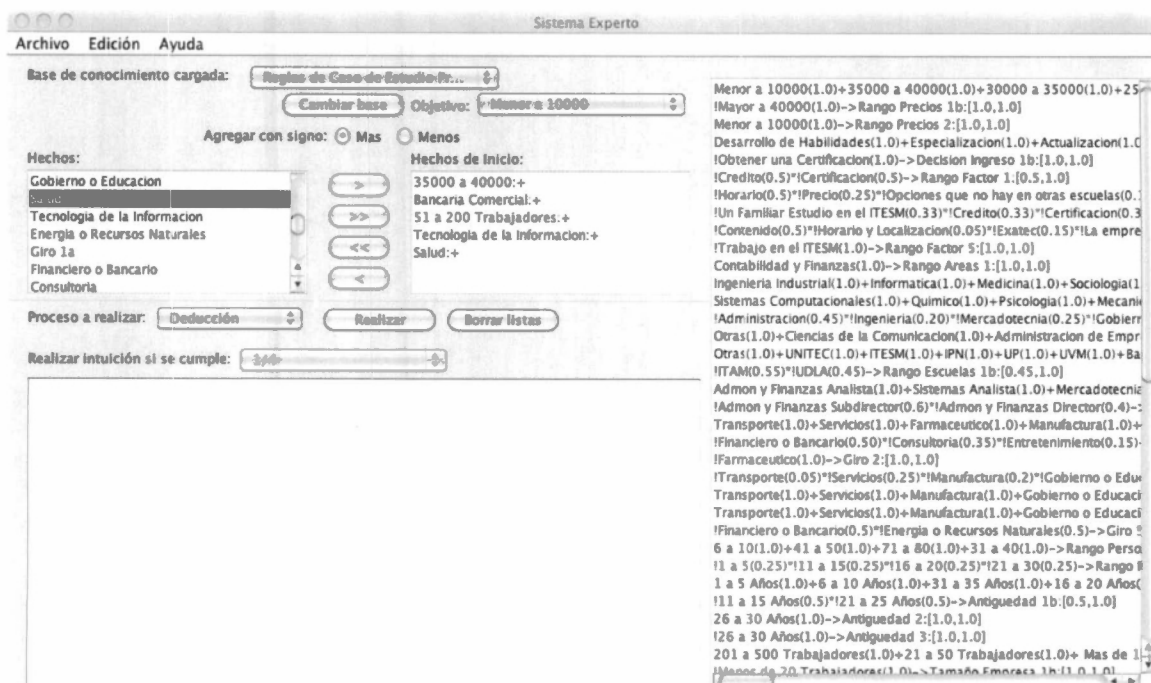 Sistema Experto
Archivo Edición Ayuda
Base de conocimiento cargada: Reglas de Caso de Estudio Pr...
Cambiar base Objetivo: Menor a 10000
Agregar con signo: Mas Menos
Hechos:
Gobierno o Educacion
Salud
Tecnologia de la Informacion
Energia o Recursos Naturales
Giro 1a
Financiero o Bancario
Consultoria
>
>>
<<
<
Hechos de Inicio:
35000 a 40000:+
Bancaria Comercial:+
51 a 200 Trabajadores:+
Tecnologia de la Informacion:+
Salud:+
Proceso a realizar: Deducción Realizar Borrar listas
Realizar intuición si se cumple:
Menor a 10000(1.0)+35000 a 40000(1.0)+30000 a 35000(1.0)+25
!Mayor a 40000(1.0)->Rango Precios 1b:[1.0,1.0]
Menor a 10000(1.0)->Rango Precios 2:[1.0,1.0]
Desarrollo de Habilidades(1.0)+Especializacion(1.0)+Actualizacion(1.0
!Obtener una Certificacion(1.0)->Decision Ingreso 1b:[1.0,1.0]
!Credito(0.5)*!Certificacion(0.5)->Rango Factor 1:[0.5,1.0]
!Horario(0.5)*!Precio(0.25)*!Opciones que no hay en otras escuelas(0.
!Un Familiar Estudio en el ITESM(0.33)*!Credito(0.33)*!Certificacion(0.3
!Contenido(0.5)*!Horario y Localizacion(0.05)*!Exatec(0.15)*!La empre
!Trabajo en el ITESM(1.0)->Rango Factor 5:[1.0,1.0]
Contabilidad y Finanzas(1.0)->Rango Areas 1:[1.0,1.0]
Ingenieria Industrial(1.0)+Informatica(1.0)+Medicina(1.0)+Sociologia(1
Sistemas Computacionales(1.0)+Quimico(1.0)+Psicologia(1.0)+Mecani
!Administracion(0.45)*!Ingenieria(0.20)*!Mercadotecnia(0.25)*!Gobierr
Otras(1.0)+Ciencias de la Comunicacion(1.0)+Administracion de Empr
Otras(1.0)+UNITEC(1.0)+ITESM(1.0)+IPN(1.0)+UP(1.0)+UVM(1.0)+Ba
!ITAM(0.55)*!UDLA(0.45)->Rango Escuelas 1b:[0.45,1.0]
Admon y Finanzas Analista(1.0)+Sistemas Analista(1.0)+Mercadotecnia
!Admon y Finanzas Subdirector(0.6)*!Admon y Finanzas Director(0.4)->
Transporte(1.0)+Servicios(1.0)+Farmaceutico(1.0)+Manufactura(1.0)+
!Financiero o Bancario(0.50)*!Consultoria(0.35)*!Entretenimiento(0.15)-
!Farmaceutico(1.0)->Giro 2:[1.0,1.0]
!Transporte(0.05)*!Servicios(0.25)*!Manufactura(0.2)*!Gobierno o Edu
Transporte(1.0)+Servicios(1.0)+Manufactura(1.0)+Gobierno o Educaci
Transporte(1.0)+Servicios(1.0)+Manufactura(1.0)+Gobierno o Educaci
!Financiero o Bancario(0.5)*!Energia o Recursos Naturales(0.5)->Giro
6 a 10(1.0)+41 a 50(1.0)+71 a 80(1.0)+31 a 40(1.0)->Rango Perso
!1 a 5(0.25)*!11 a 15(0.25)*!16 a 20(0.25)*!21 a 30(0.25)->Rango
1 a 5 Años(1.0)+6 a 10 Años(1.0)+31 a 35 Años(1.0)+16 a 20 Años(
!11 a 15 Años(0.5)*!21 a 25 Años(0.5)->Antiguedad 1b:[0.5,1.0]
26 a 30 Años(1.0)->Antiguedad 2:[1.0,1.0]
!26 a 30 Años(1.0)->Antiguedad 3:[1.0,1.0]
201 a 500 Trabajadores(1.0)+21 a 50 Trabajadores(1.0)+ Mas de 1
!Menos de 20 Trabajadores(1.0)->Tamaño Empresa 1b:[1.0,1.0]